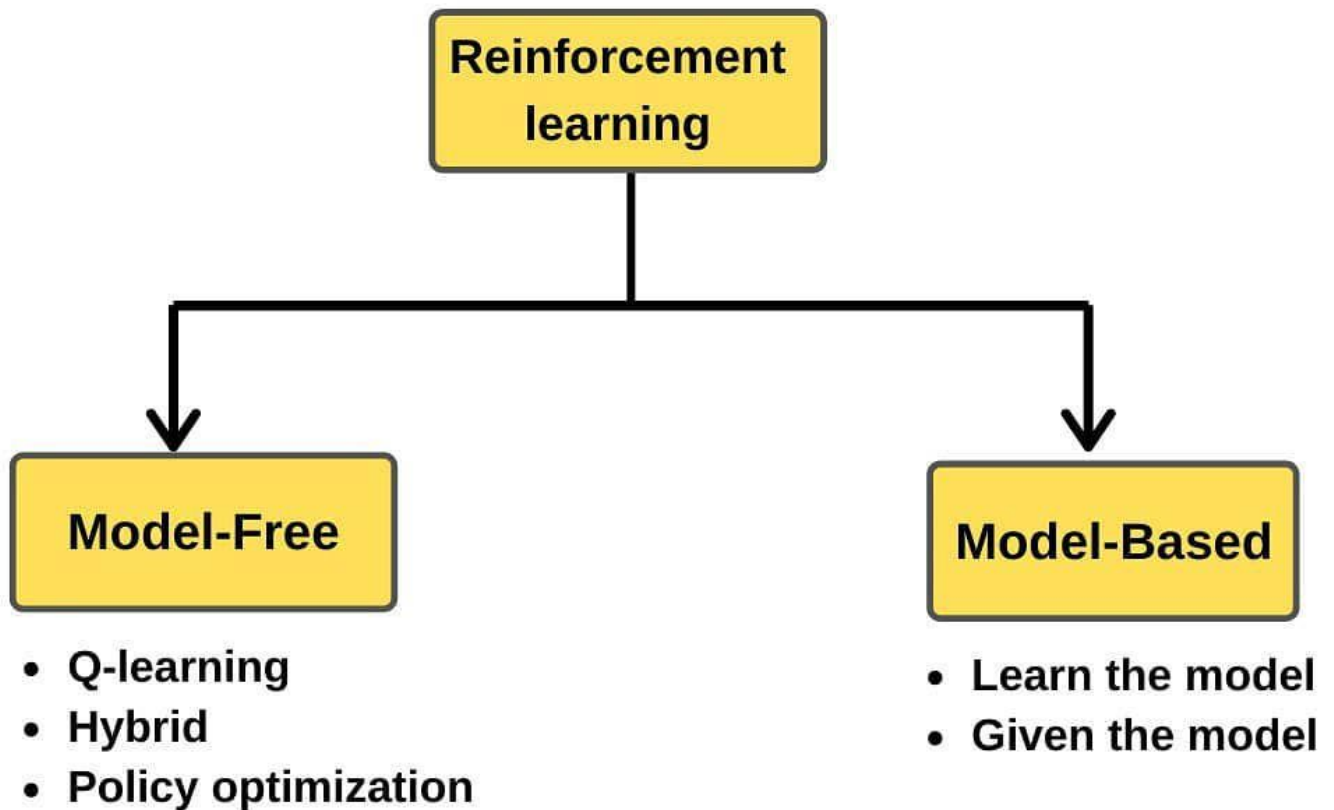 Reinforcement
learning
Model-Free
Model-Based
• Q-learning
• Hybrid
• Policy optimization
• Learn the model
• Given the model